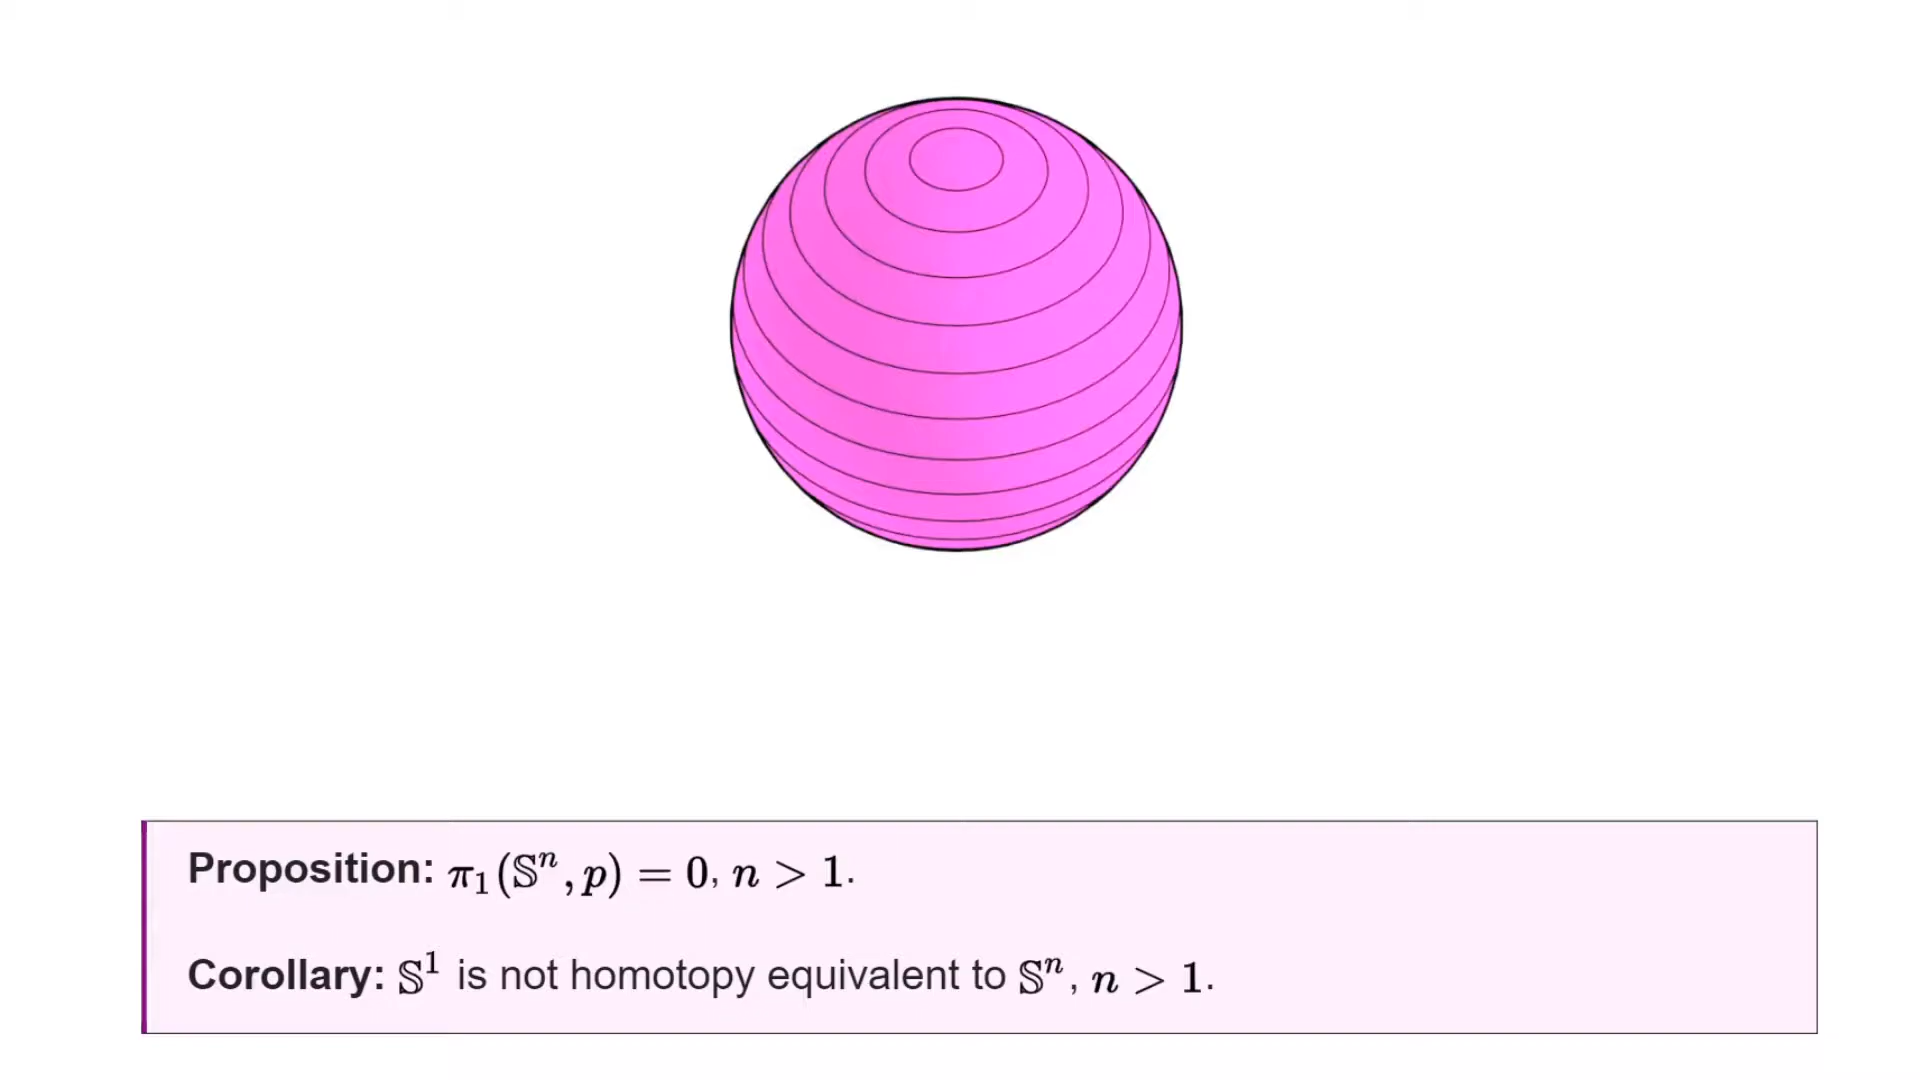 Proposition: π₁(𝕊ⁿ, p) = 0, n > 1.
Corollary: 𝕊¹ is not homotopy equivalent to 𝕊ⁿ, n > 1.